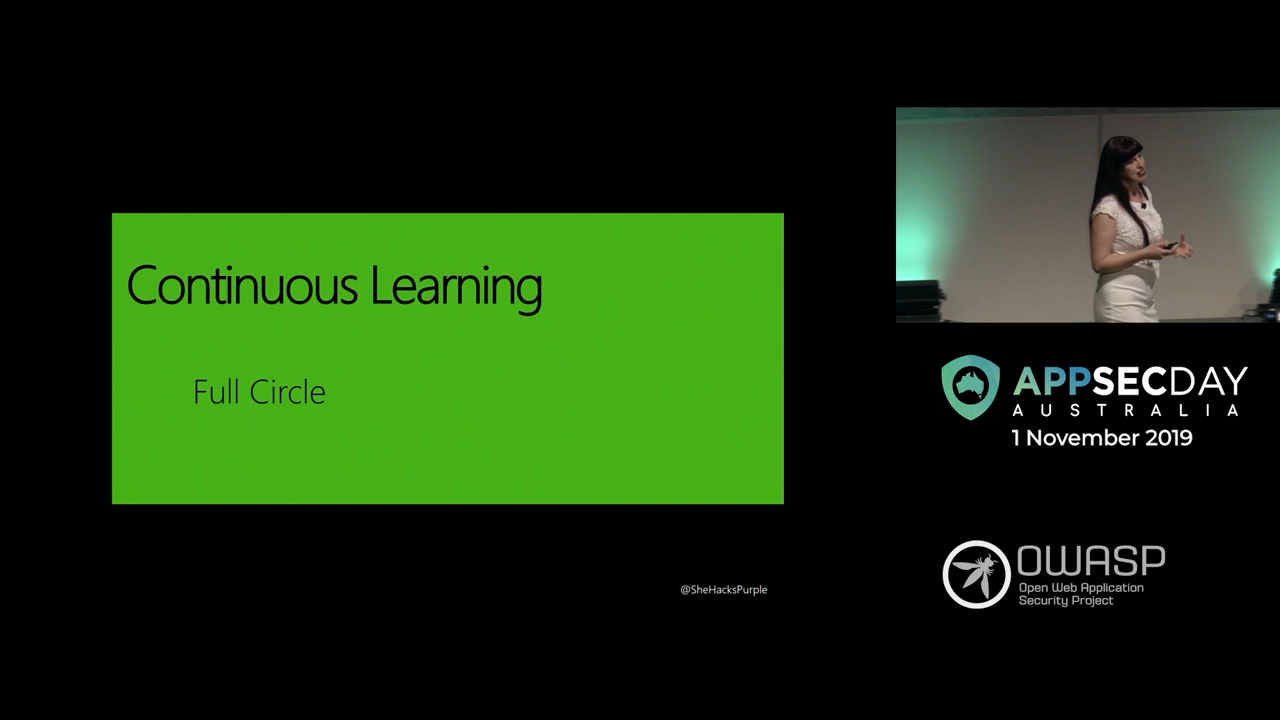 Continuous Learning
Full Circle
@SheHacksPurple
APPSECDAY
AUSTRALIA
1 November 2019
OWASP
Open Web Application
Security Project